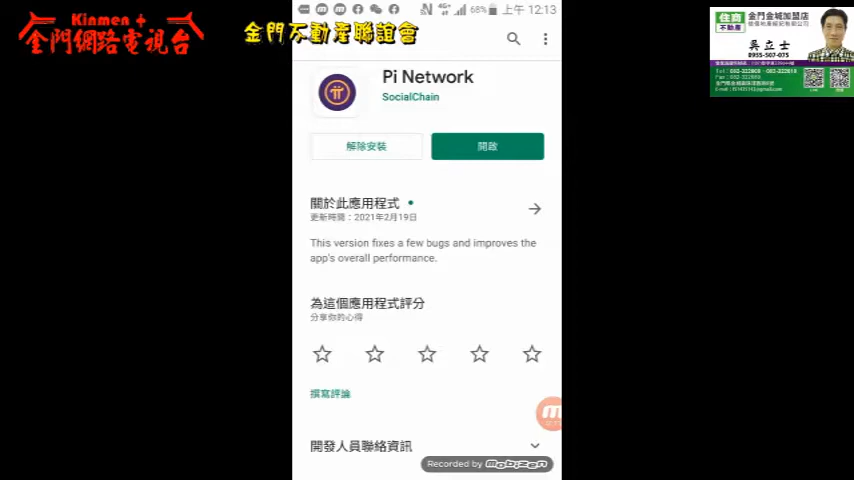 Kinmen +
金門網路電視台
金門不動產聯誼會
4G+
68%
上午 12:13
Pi Network
SocialChain
解除安裝
開啟
關於此應用程式
更新時間：2021年2月19日
This version fixes a few bugs and improves the
app's overall performance.
為這個應用程式評分
分享你的心得
撰寫評論
開發人員聯絡資訊
Recorded by mobizen
住商
不動產
金門金城加盟店
吳立士
0955-507-075